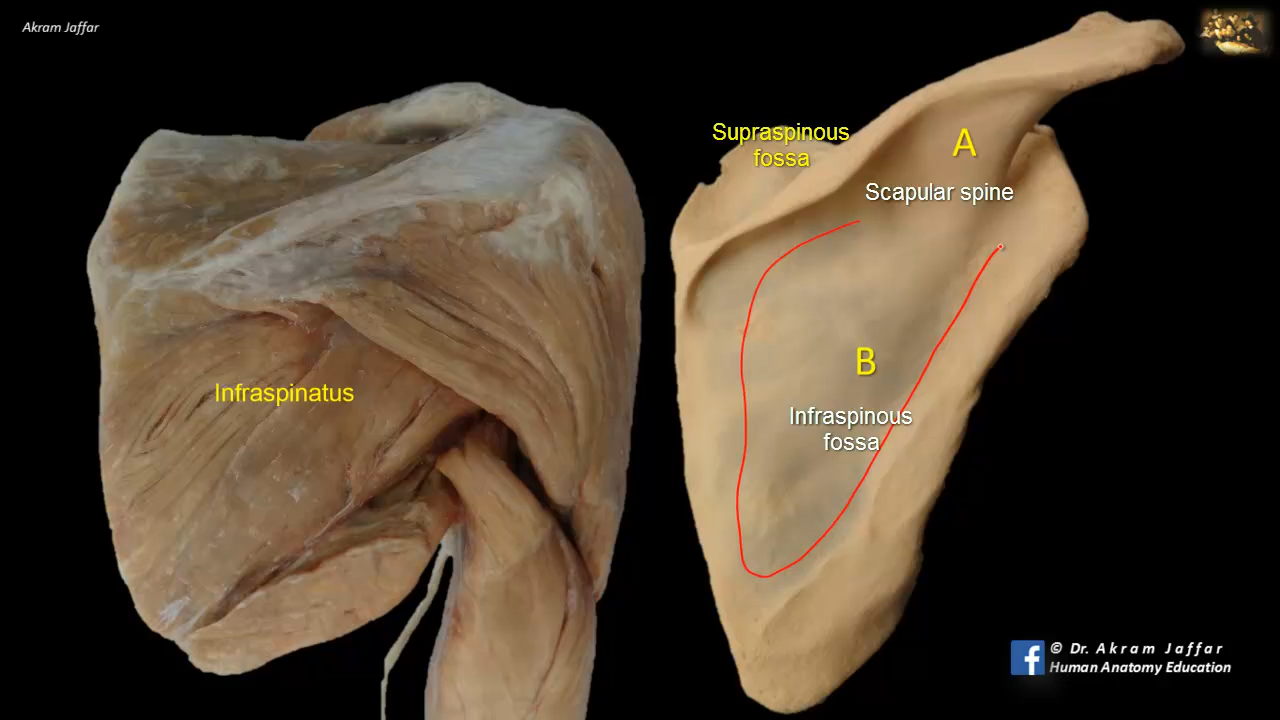 Akram Jaffar
Supraspinous
fossa
A
Scapular spine
B
Infraspinatus
Infraspinous
fossa
f
© Dr. Akram Jaffar
Human Anatomy Education